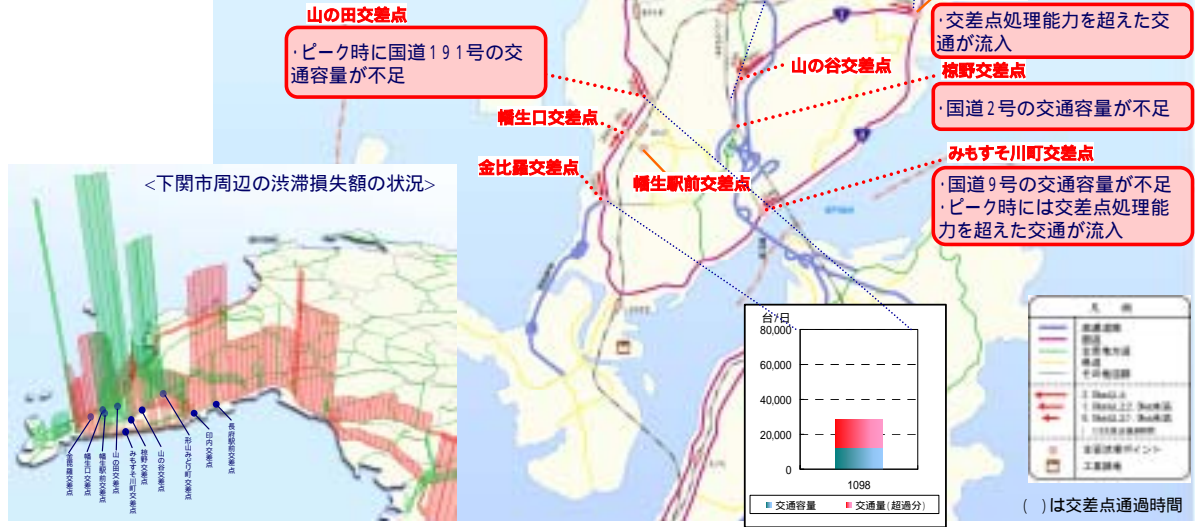 山の田交差点
･ピーク時に国道191号の交
通容量が不足
･交差点処理能力を超えた交
通が流入
山の谷交差点
椋野交差点
･国道2号の交通容量が不足
幡生口交差点
みもすそ川町交差点
･国道9号の交通容量が不足
･ピーク時には交差点処理能
力を超えた交通が流入
金比羅交差点
幡生駅前交差点
<下関市周辺の渋滞損失額の状況>
金比羅交差点
幡生口交差点
幡生駅前交差点
山の田交差点
みもすそ川町交差点
椋野交差点
山の谷交差点
形山みどり町交差点
印内交差点
長府駅前交差点
台/日
80,000
60,000
40,000
20,000
0
1098
交通容量
交通量(超過分)
凡 例
( )は交差点通過時間